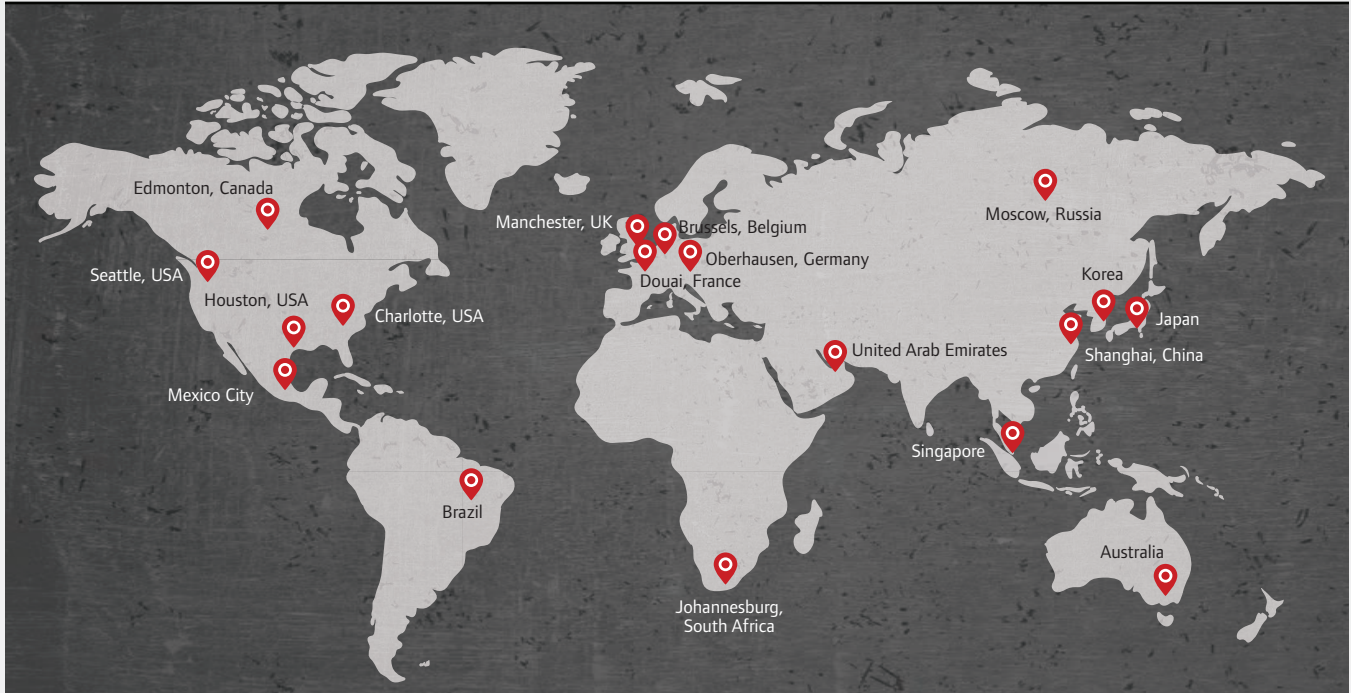 Edmonton, Canada
Seattle, USA
Houston, USA
Charlotte, USA
Mexico City
Brazil
Manchester, UK
Brussels, Belgium
Oberhausen, Germany
Douai, France
Moscow, Russia
Korea
Japan
Shanghai, China
United Arab Emirates
Singapore
Australia
Johannesburg,
South Africa